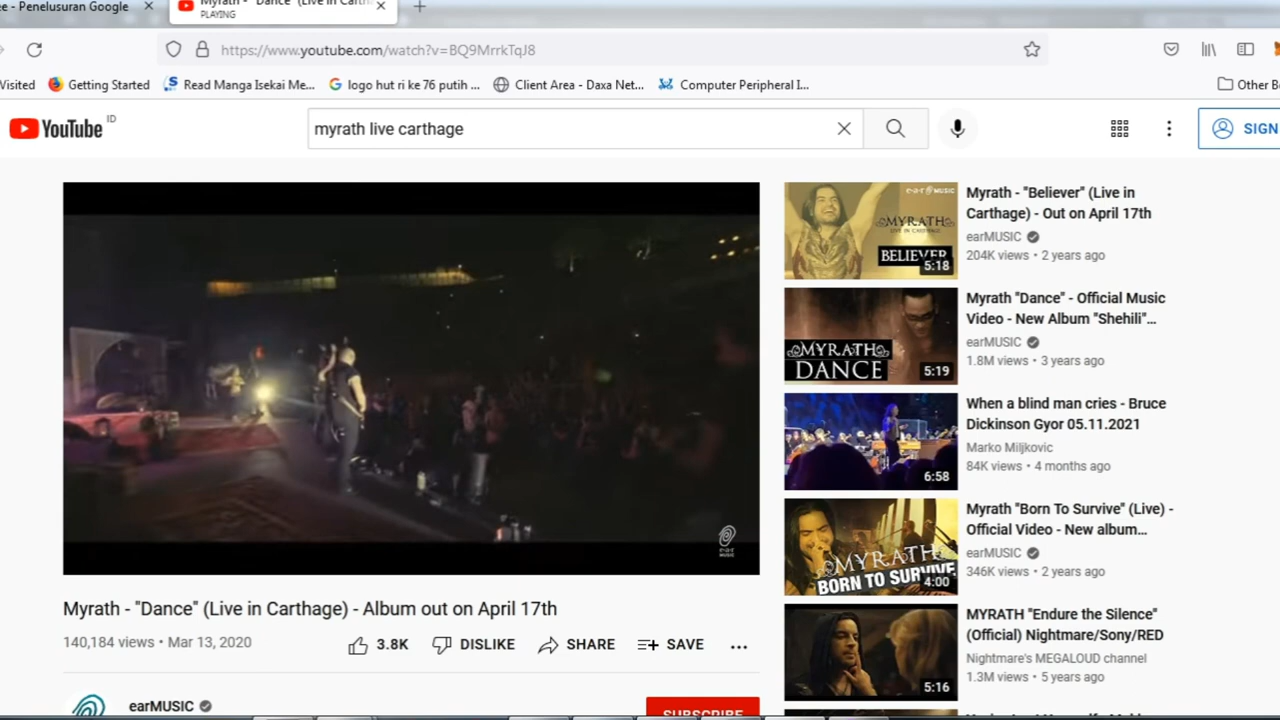 e - Penelusuran Google
Myrath - "Dance" (Live in Carth
PLAYING
https://www.youtube.com/watch?v=BQ9MrrkTqJ8
Visited
Getting Started
Read Manga Isekai Me...
logo hut ri ke 76 putih ...
Client Area - Daxa Net...
Computer Peripheral I...
Other B
YouTube ID
myrath live carthage
SIGN
ear MUSIC
Myrath - "Dance" (Live in Carthage) - Album out on April 17th
140,184 views • Mar 13, 2020
3.8K
DISLIKE
SHARE
SAVE
earMUSIC
SUBSCRIBE
e·a·r MUSIC
MYRATH
LIVE IN CARTHAGE
BELIEVER
5:18
Myrath - "Believer" (Live in
Carthage) - Out on April 17th
earMUSIC
204K views • 2 years ago
MYRATH
DANCE
5:19
Myrath "Dance" - Official Music
Video - New Album "Shehili"...
earMUSIC
1.8M views • 3 years ago
6:58
When a blind man cries - Bruce
Dickinson Gyor 05.11.2021
Marko Miljkovic
84K views • 4 months ago
MYRATH
BORN TO SURVIVE
4:00
Myrath "Born To Survive" (Live) -
Official Video - New album...
earMUSIC
346K views • 2 years ago
5:16
MYRATH "Endure the Silence"
(Official) Nightmare/Sony/RED
Nightmare's MEGALOUD channel
1.3M views • 5 years ago